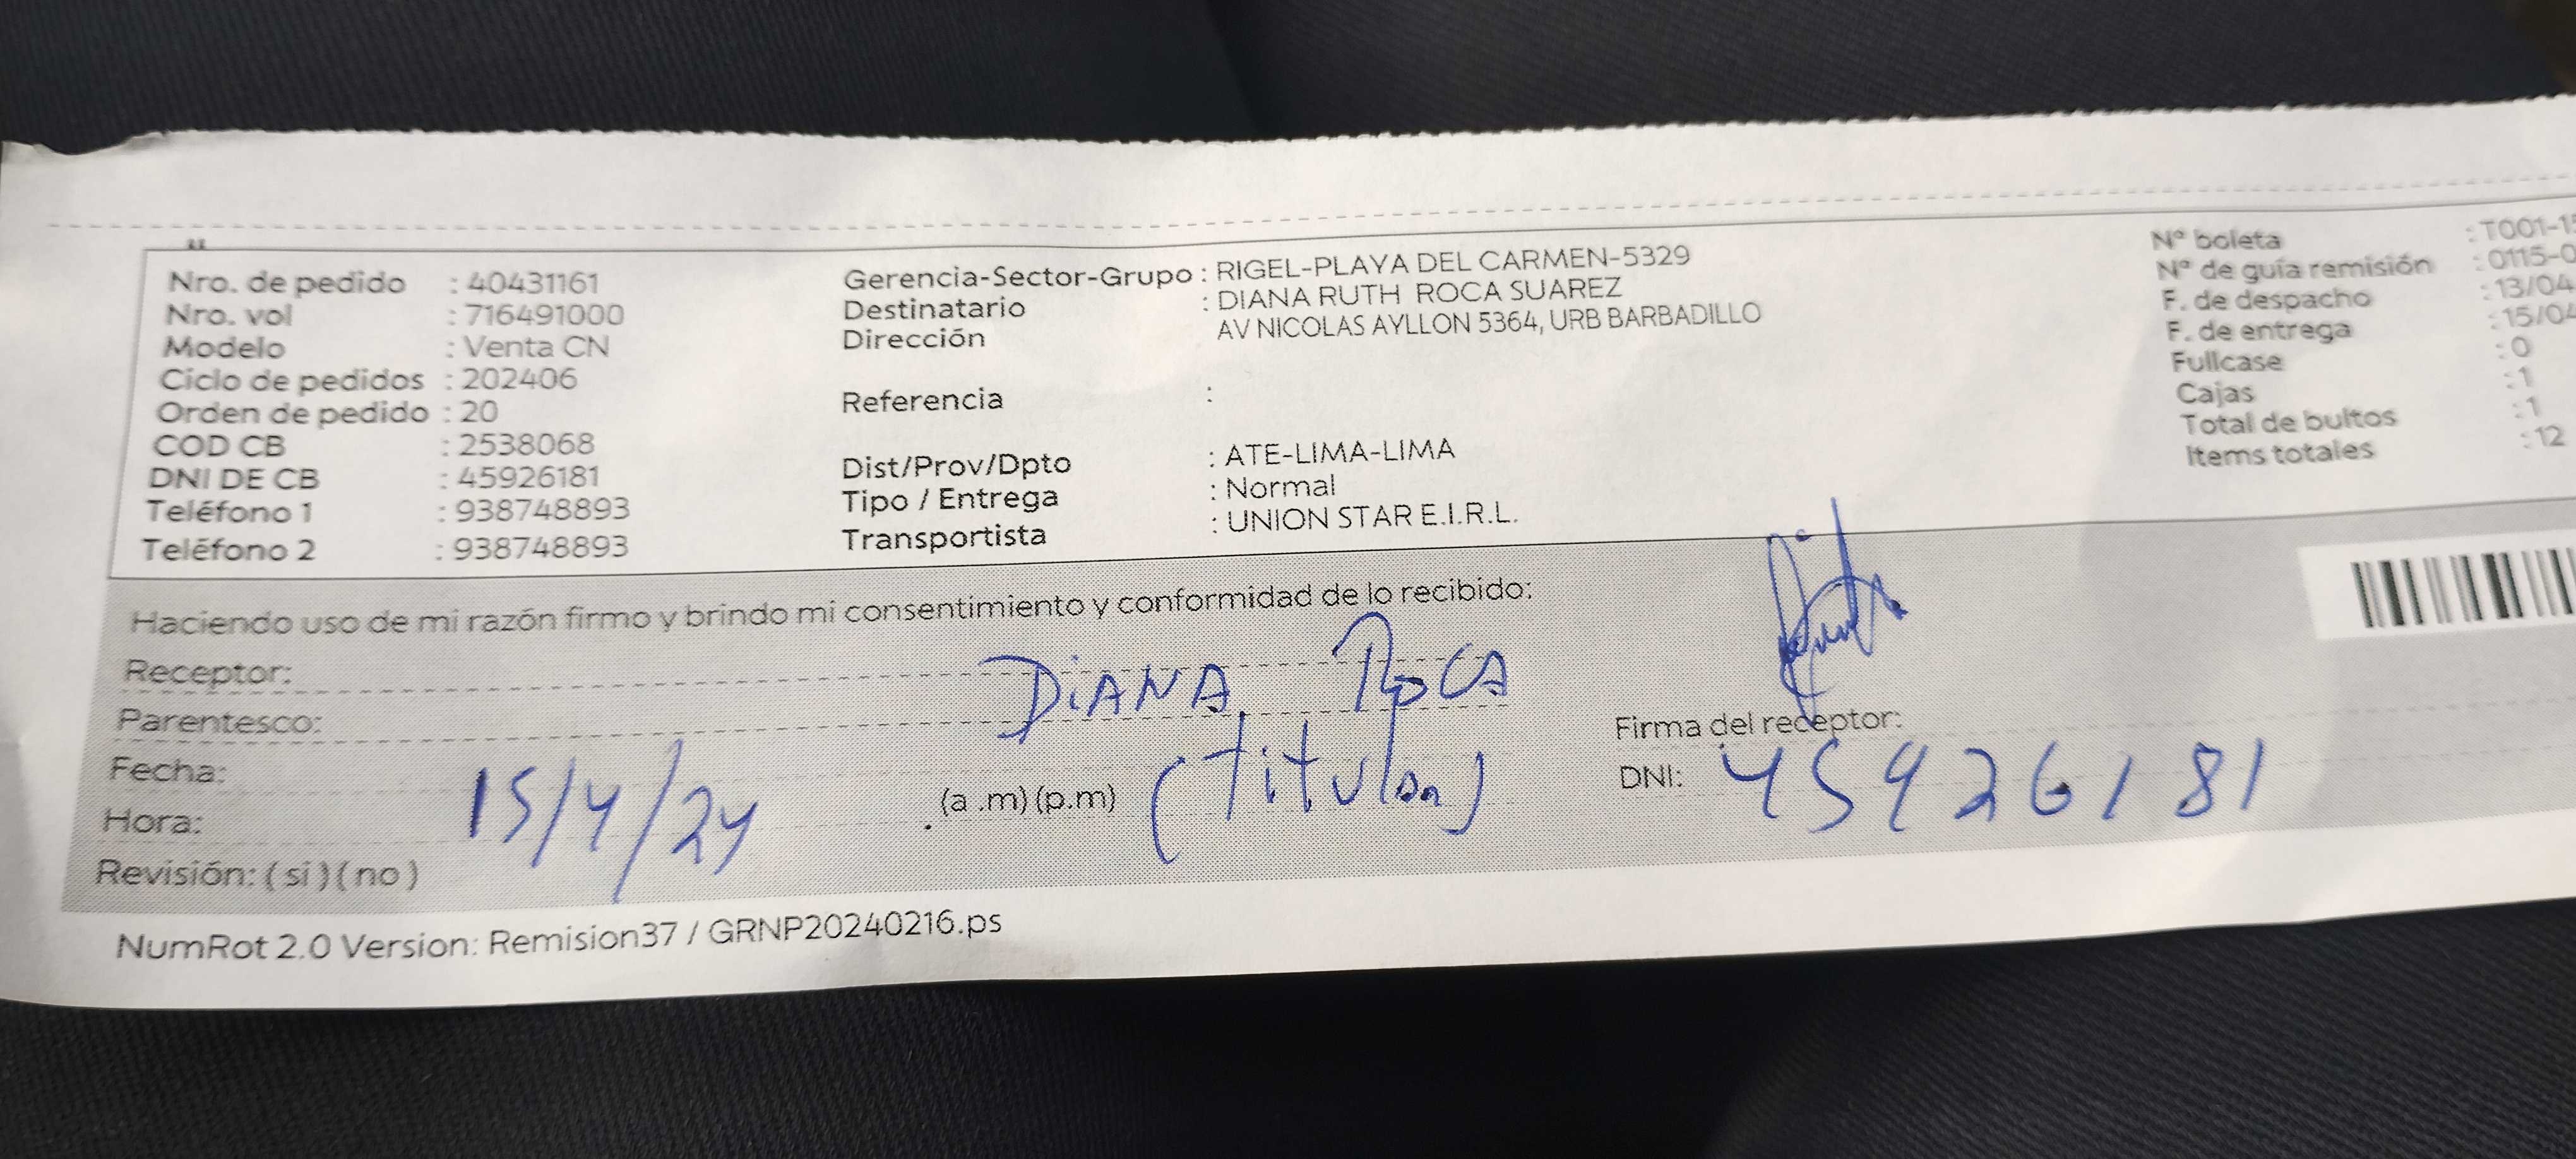 Nro. de pedido : 40431161
Nro. vol : 716491000
Modelo : Venta CN
Ciclo de pedidos : 202406
Orden de pedido : 20
COD CB : 2538068
DNI DE CB : 45926181
Teléfono 1 : 938748893
Teléfono 2 : 938748893
Gerencia-Sector-Grupo : RIGEL-PLAYA DEL CARMEN-5329
Destinatario : DIANA RUTH ROCA SUAREZ
Dirección AV NICOLAS AYLLON 5364, URB BARBADILLO
Referencia :
Dist/Prov/Dpto : ATE-LIMA-LIMA
Tipo / Entrega : Normal
Transportista : UNION STAR E.I.R.L.
Nº boleta : T001-15
Nº de guía remisión : 0115-0
F. de despacho : 13/04
F. de entrega : 15/04
Fullcase : 0
Cajas : 1
Total de bultos : 1
Items totales : 12
Haciendo uso de mi razón firmo y brindo mi consentimiento y conformidad de lo recibido:
Receptor: DiANA ROCA
Parentesco: (titular)
Fecha: 15/4/24
Hora: (a .m) (p.m)
Revisión: ( si ) ( no )
Firma del receptor:
DNI: 45926181
NumRot 2.0 Version: Remision37 / GRNP20240216.ps